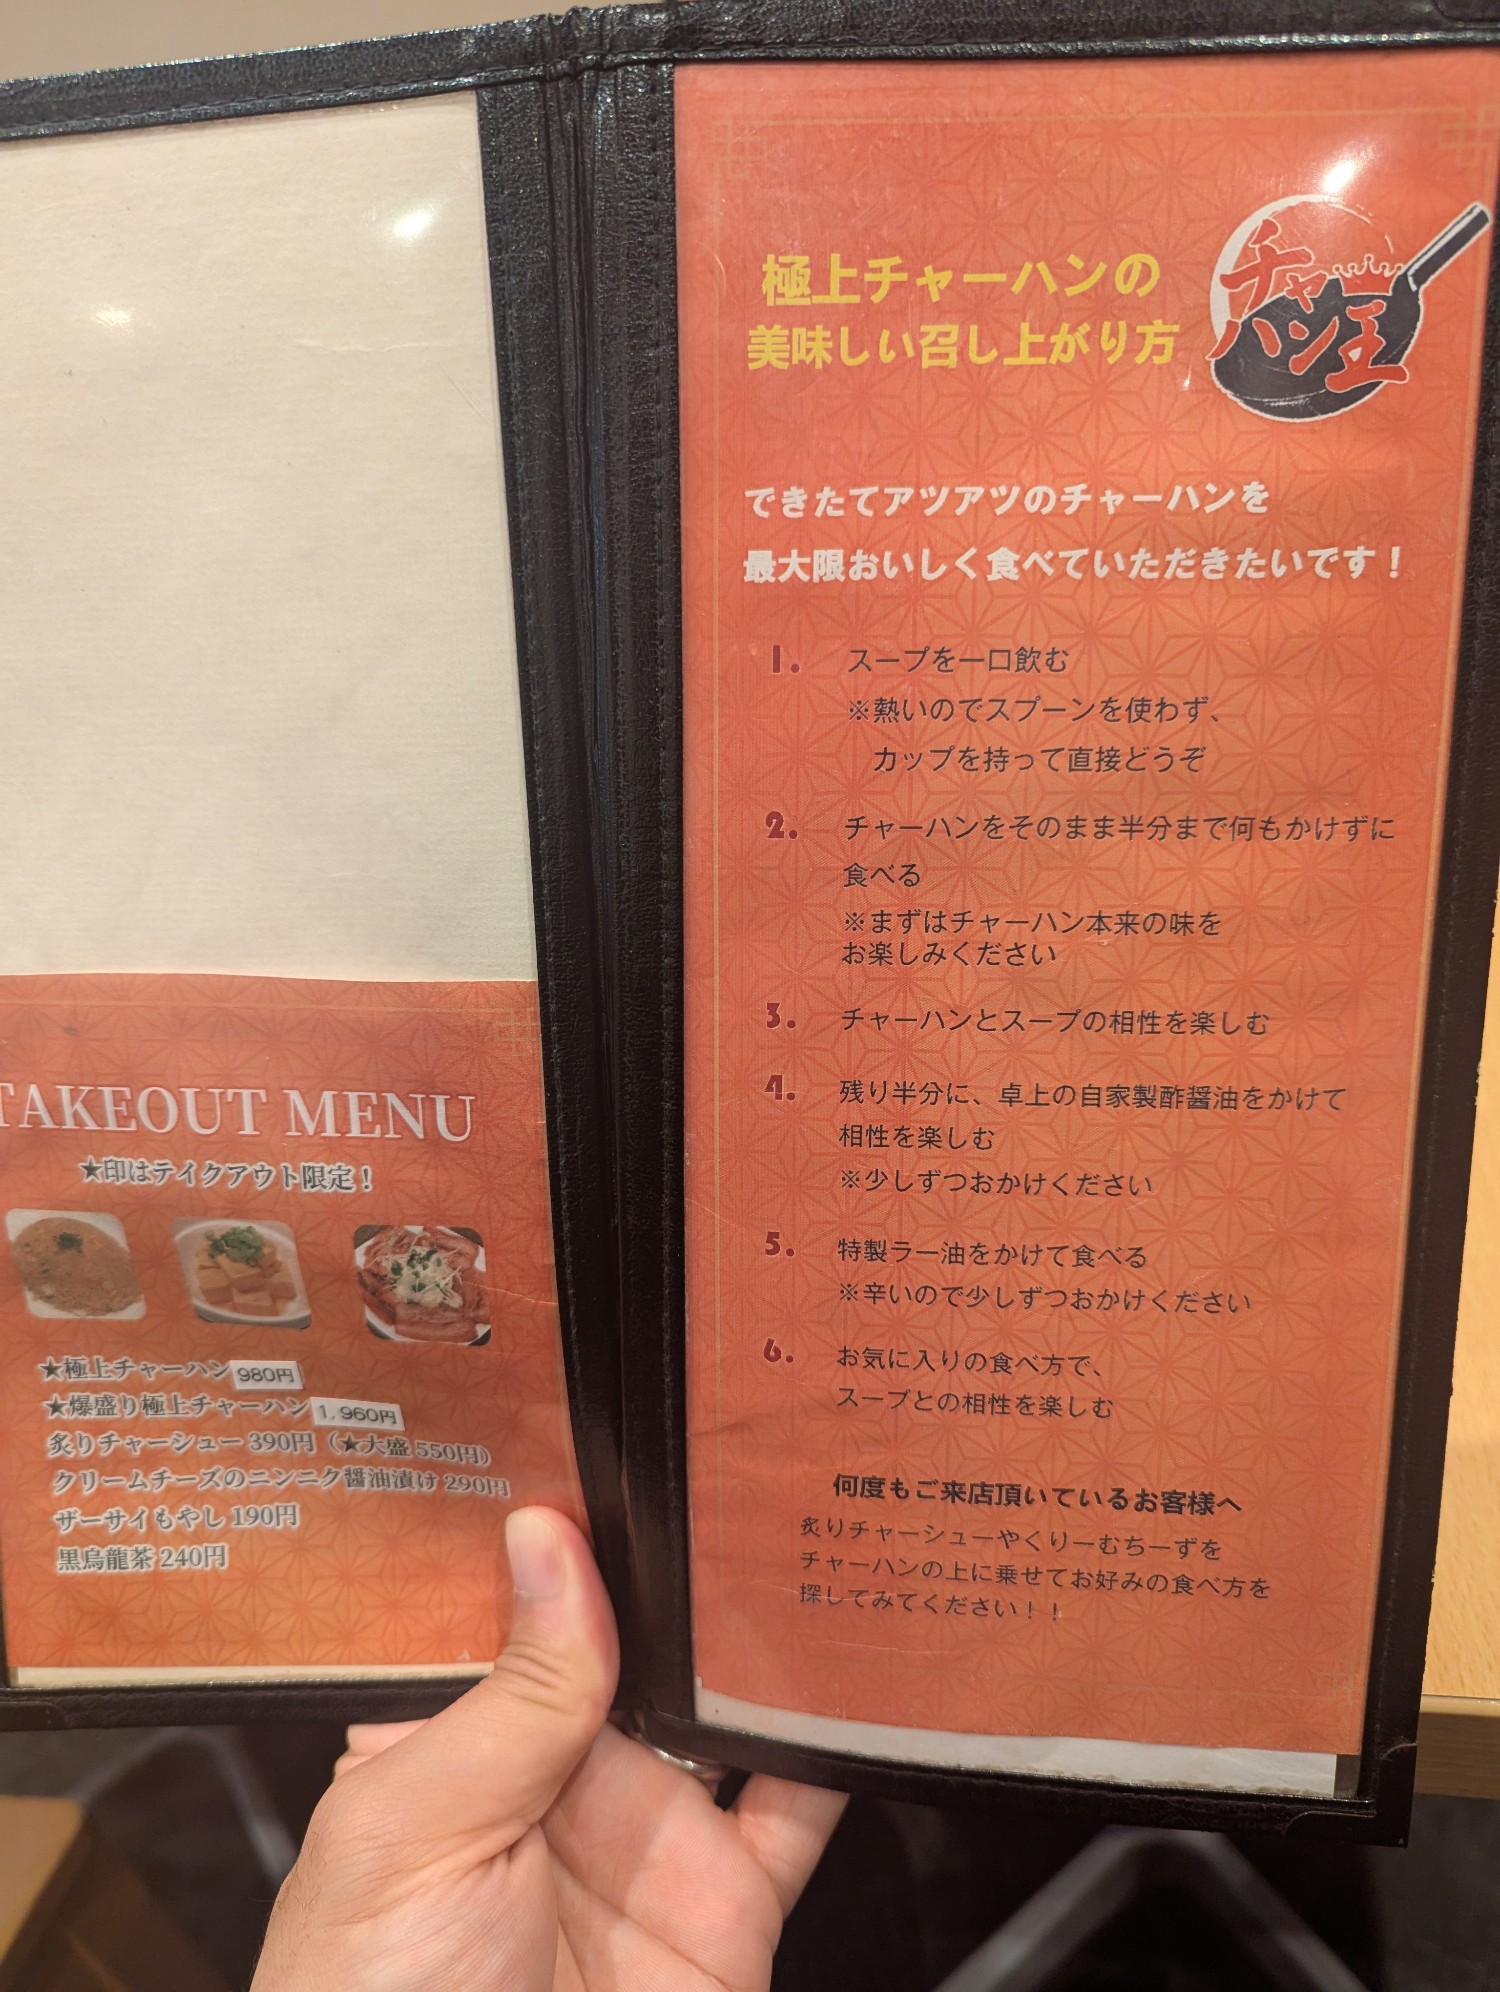 TAKEOUT MENU
★印はテイクアウト限定！
★極上チャーハン 980円
★爆盛り極上チャーハン 1,960円
炙りチャーシュー 390円（★大盛 550円）
クリームチーズのニンニク醤油漬け 290円
ザーサイもやし 190円
黒烏龍茶 240円
極上チャーハンの
美味しい召し上がり方
チャー
ハン王
できたてアツアツのチャーハンを
最大限おいしく食べていただきたいです！
1. スープを一口飲む
※熱いのでスプーンを使わず、
カップを持って直接どうぞ
2. チャーハンをそのまま半分まで何もかけずに
食べる
※まずはチャーハン本来の味を
お楽しみください
3. チャーハンとスープの相性を楽しむ
4. 残り半分に、卓上の自家製酢醤油をかけて
相性を楽しむ
※少しずつおかけください
5. 特製ラー油をかけて食べる
※辛いので少しずつおかけください
6. お気に入りの食べ方で、
スープとの相性を楽しむ
何度もご来店頂いているお客様へ
炙りチャーシューやくりーむちーずを
チャーハンの上に乗せてお好みの食べ方を
探してみてください！！